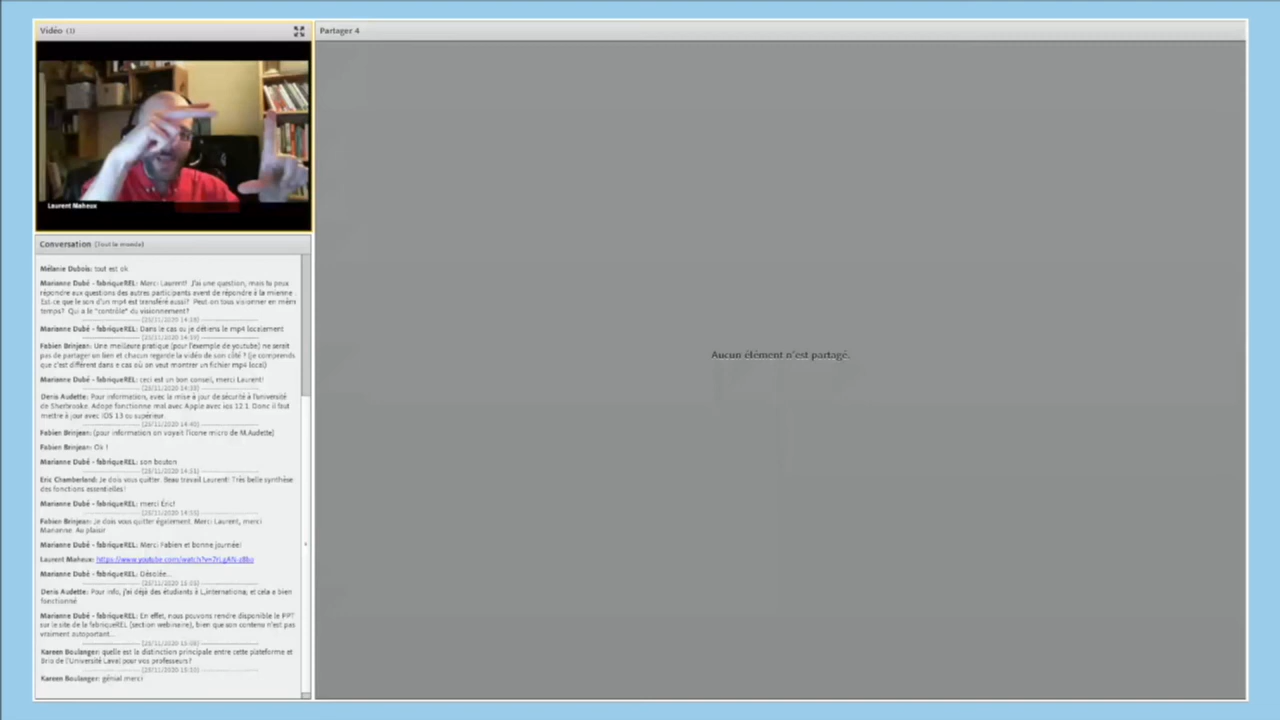 Vidéo (1)
Partager 4
Laurent Maheux
Conversation (Tout le monde)
Mélanie Dubois: tout est ok
Marianne Dubé - fabriqueREL: Merci Laurent! J'ai une question, mais tu peux
répondre aux questions des autres participants avant de répondre à la mienne
Est-ce que le son d'un mp4 est transféré aussi? Peut on tous visionner en mêm
temps? Qui a le "contrôle" du visionnement?
Marianne Dubé - fabriqueREL: Dans le cas où je détiens le mp4 localement
Fabien Brinjean: Une meilleure pratique (pour l'exemple de youtube) ne serait
pas de partager un lien et chacun regarde la vidéo de son côté ? (je comprends
que c'est différent dans e cas où on veut montrer un fichier mp4 local)
Marianne Dubé - fabriqueREL: ceci est un bon conseil, merci Laurent!
Denis Audette: Pour information, avec la mise à jour de sécurité à l'université
de Sherbrooke. Adobe fonctionne mal avec Apple avec ios 12.1. Donc il faut
mettre à jour avec IOS 13 ou supérieur.
Fabien Brinjean: (pour information on voyait l'icone micro de M.Audette)
Fabien Brinjean: Ok !
Marianne Dubé - fabriqueREL: son bouton
Eric Chamberland: Je dois vous quitter. Beau travail Laurent! Très belle synthèse
des fonctions essentielles!
Marianne Dubé - fabriqueREL: merci Éric!
Fabien Brinjean: Je dois vous quitter également. Merci Laurent, merci
Marianne. Au plaisir
Marianne Dubé - fabriqueREL: Merci Fabien et bonne journée!
Laurent Maheux:
Marianne Dubé - fabriqueREL: Désolée...
Denis Audette: Pour info, j'ai déjà des étudiants à L,international et cela a bien
fonctionné
Marianne Dubé - fabriqueREL: En effet, nous pouvons rendre disponible le PPT
sur le site de la fabriqueREL (section webinaire), bien que son contenu n'est pas
vraiment autoportant...
Kareen Boulanger: quelle est la distinction principale entre cette plateforme et
Brio de l'Université Laval pour vos professeurs?
Kareen Boulanger: génial merci
Aucun élément n'est partagé.